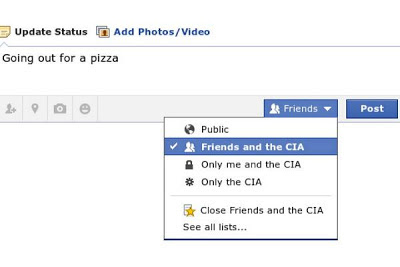 Update Status Add Photos/Video
Going out for a pizza
Friends Post
Public
Friends and the CIA
Only me and the CIA
Only the CIA
Close Friends and the CIA
See all lists...